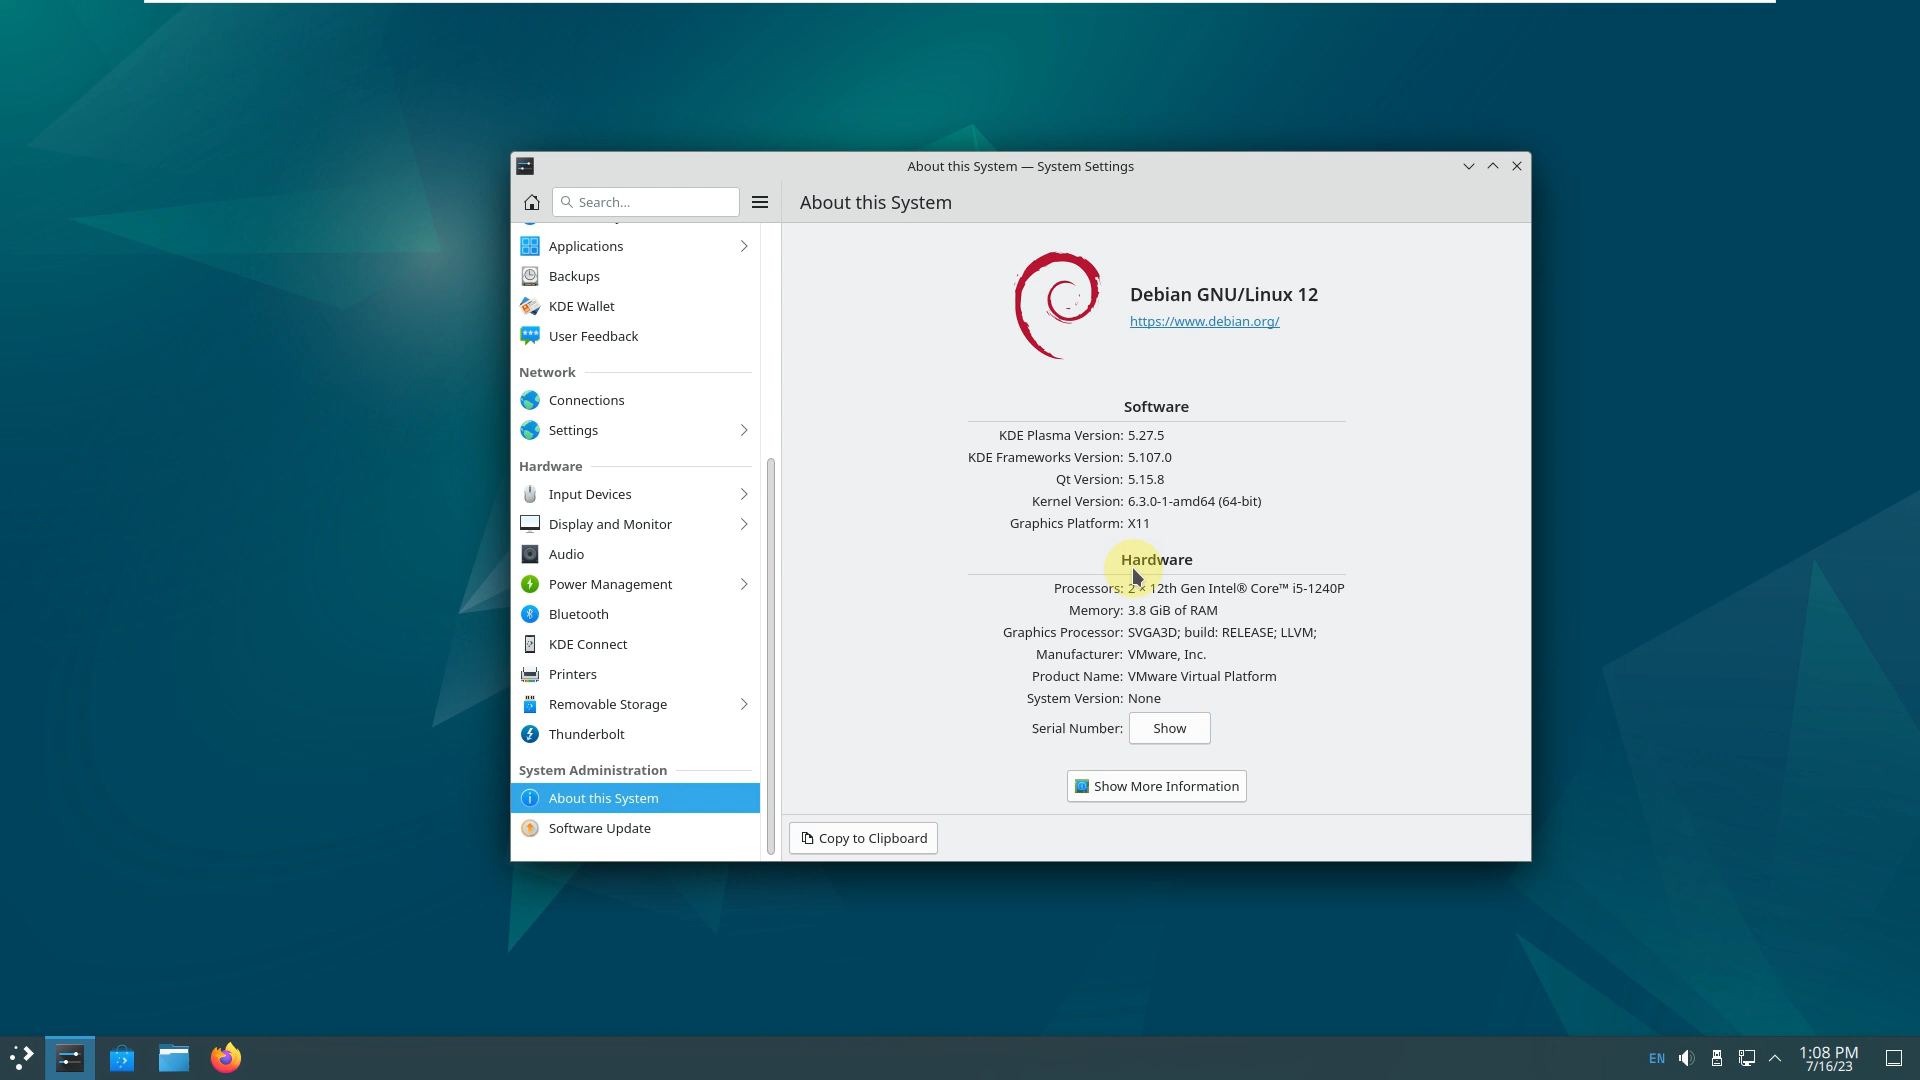 About this System — System Settings
Search...
About this System
Applications
Backups
KDE Wallet
User Feedback
Network
Connections
Settings
Hardware
Input Devices
Display and Monitor
Audio
Power Management
Bluetooth
KDE Connect
Printers
Removable Storage
Thunderbolt
System Administration
About this System
Software Update
Debian GNU/Linux 12
https://www.debian.org/
Software
KDE Plasma Version: 5.27.5
KDE Frameworks Version: 5.107.0
Qt Version: 5.15.8
Kernel Version: 6.3.0-1-amd64 (64-bit)
Graphics Platform: X11
Hardware
Processors: 2 × 12th Gen Intel® Core™ i5-1240P
Memory: 3.8 GiB of RAM
Graphics Processor: SVGA3D; build: RELEASE; LLVM;
Manufacturer: VMware, Inc.
Product Name: VMware Virtual Platform
System Version: None
Serial Number: Show
Show More Information
Copy to Clipboard
EN
1:08 PM
7/16/23